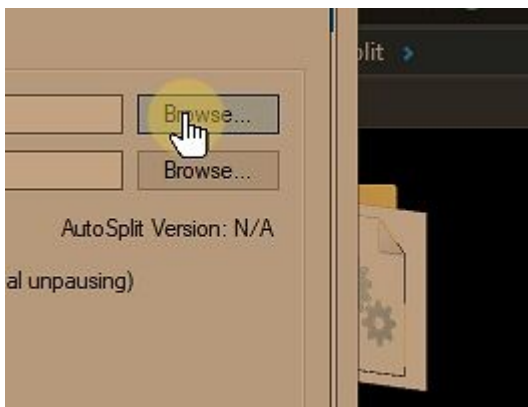 plit >
Browse...
Browse...
AutoSplit Version: N/A
al unpausing)